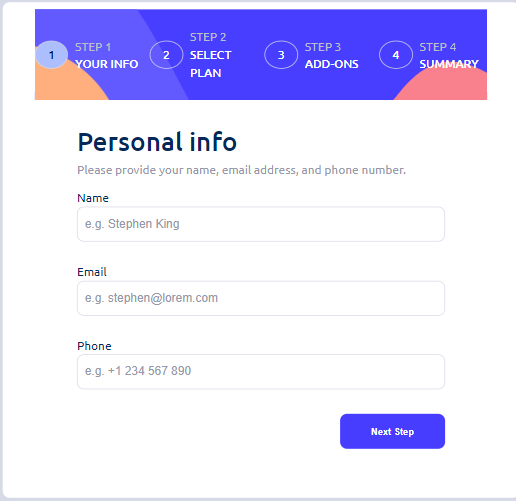 1
STEP 1
YOUR INFO
2
STEP 2
SELECT
PLAN
3
STEP 3
ADD-ONS
4
STEP 4
SUMMARY
Personal info
Please provide your name, email address, and phone number.
Name
e.g. Stephen King
Email
e.g. stephen@lorem.com
Phone
e.g. +1 234 567 890
Next Step